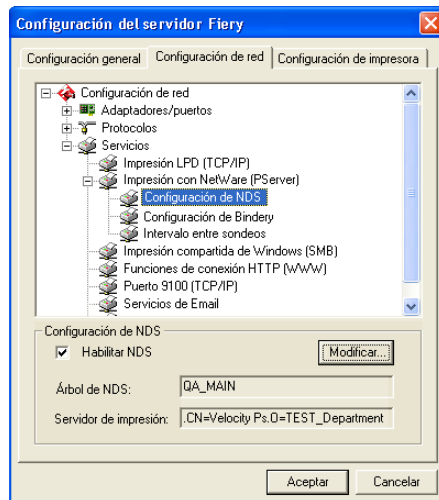 Configuración del servidor Fiery
Configuración general Configuración de red Configuración de impresora
Configuración de red
Adaptadores/puertos
Protocolos
Servicios
Impresión LPD (TCP/IP)
Impresión con NetWare (PServer)
Configuración de NDS
Configuración de Bindery
Intervalo entre sondeos
Impresión compartida de Windows (SMB)
Funciones de conexión HTTP (WWW)
Puerto 9100 (TCP/IP)
Servicios de Email
Configuración de NDS
Habilitar NDS Modificar...
Árbol de NDS: QA_MAIN
Servidor de impresión: .CN=Velocity Ps.O=TEST_Department
Aceptar Cancelar